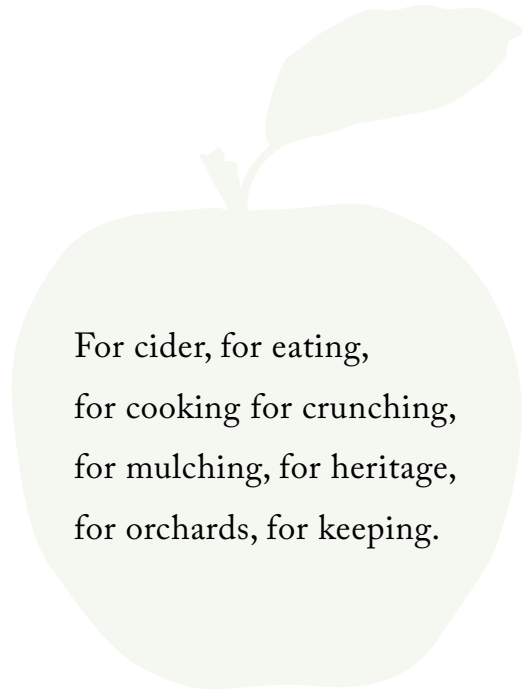 For cider, for eating,
for cooking for crunching,
for mulching, for heritage,
for orchards, for keeping.